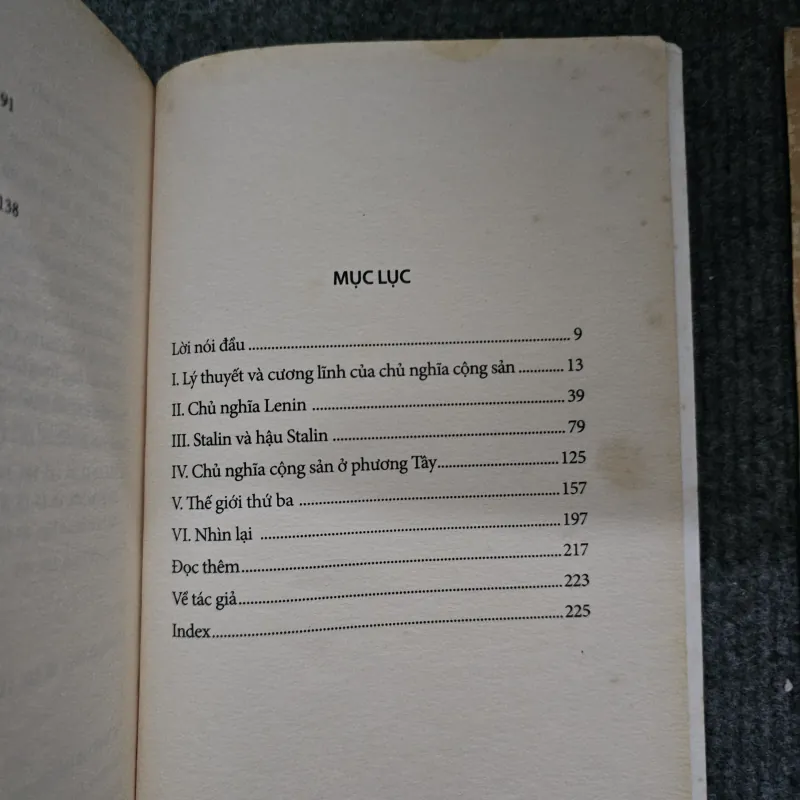 91
138
MỤC LỤC
Lời nói đầu ........ 9
I. Lý thuyết và cương lĩnh của chủ nghĩa cộng sản ........ 13
II. Chủ nghĩa Lenin ........ 39
III. Stalin và hậu Stalin ........ 79
IV. Chủ nghĩa cộng sản ở phương Tây ........ 125
V. Thế giới thứ ba ........ 157
VI. Nhìn lại ........ 197
Đọc thêm ........ 217
Về tác giả ........ 223
Index ........ 225